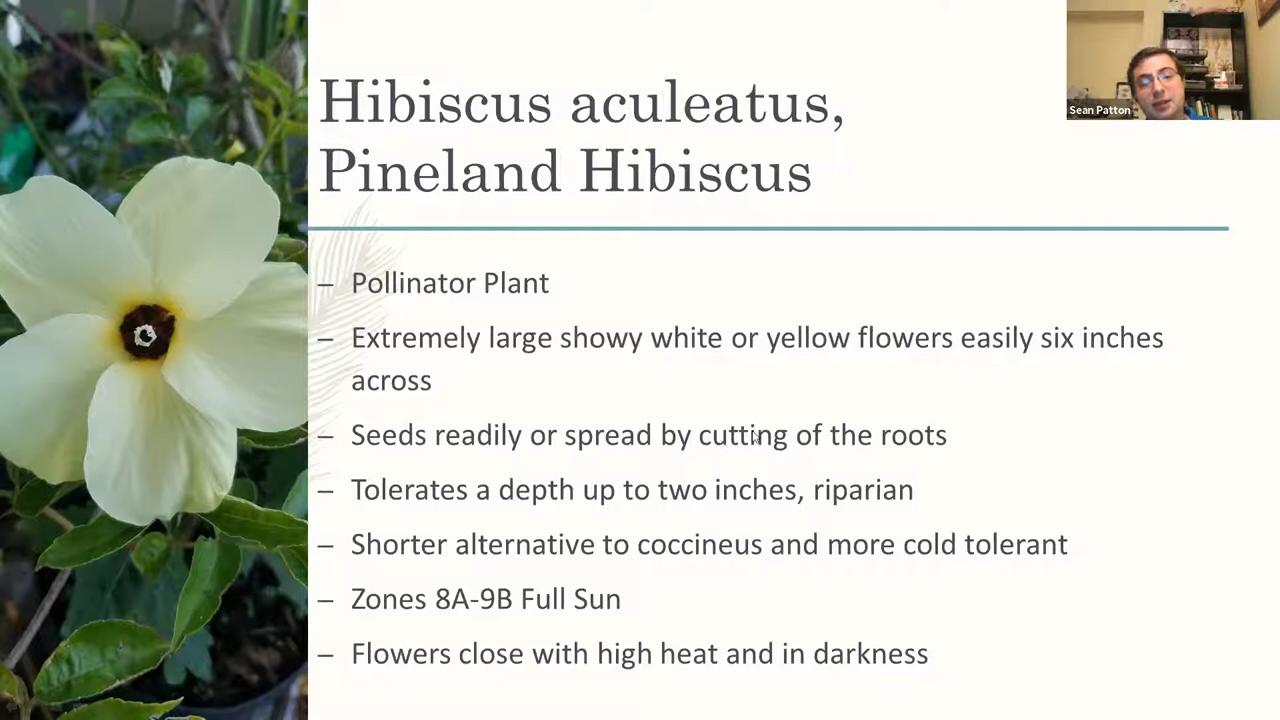 Hibiscus aculeatus,
Pineland Hibiscus
Sean Patton
– Pollinator Plant
– Extremely large showy white or yellow flowers easily six inches
across
– Seeds readily or spread by cutting of the roots
– Tolerates a depth up to two inches, riparian
– Shorter alternative to coccineus and more cold tolerant
– Zones 8A-9B Full Sun
– Flowers close with high heat and in darkness